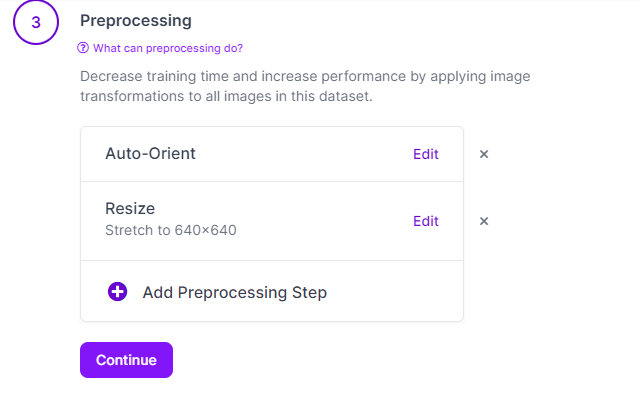 3
Preprocessing
What can preprocessing do?
Decrease training time and increase performance by applying image
transformations to all images in this dataset.
Auto-Orient
Edit
×
Resize
Stretch to 640×640
Edit
×
Add Preprocessing Step
Continue